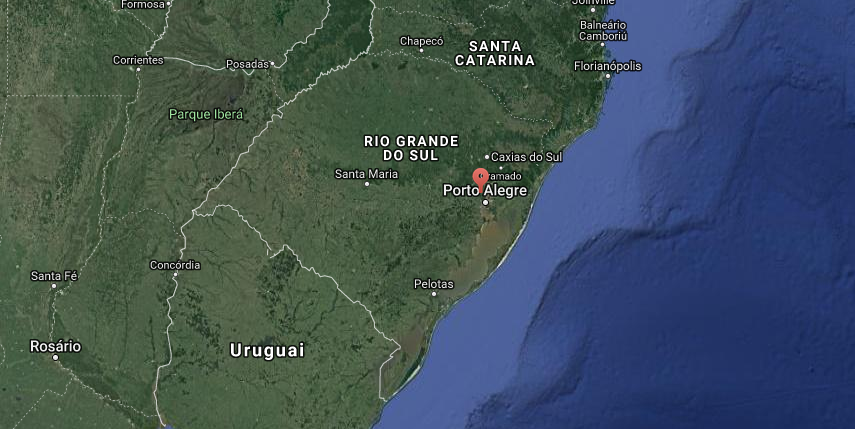 Formosa
Joinville
Balneário
Camboriú
Chapecó
SANTA
CATARINA
Corrientes
Posadas
Florianópolis
Parque Iberá
RIO GRANDE
DO SUL
Caxias do Sul
Santa Maria
amado
Porto Alegre
Concórdia
Santa Fé
Pelotas
Rosário
Uruguai